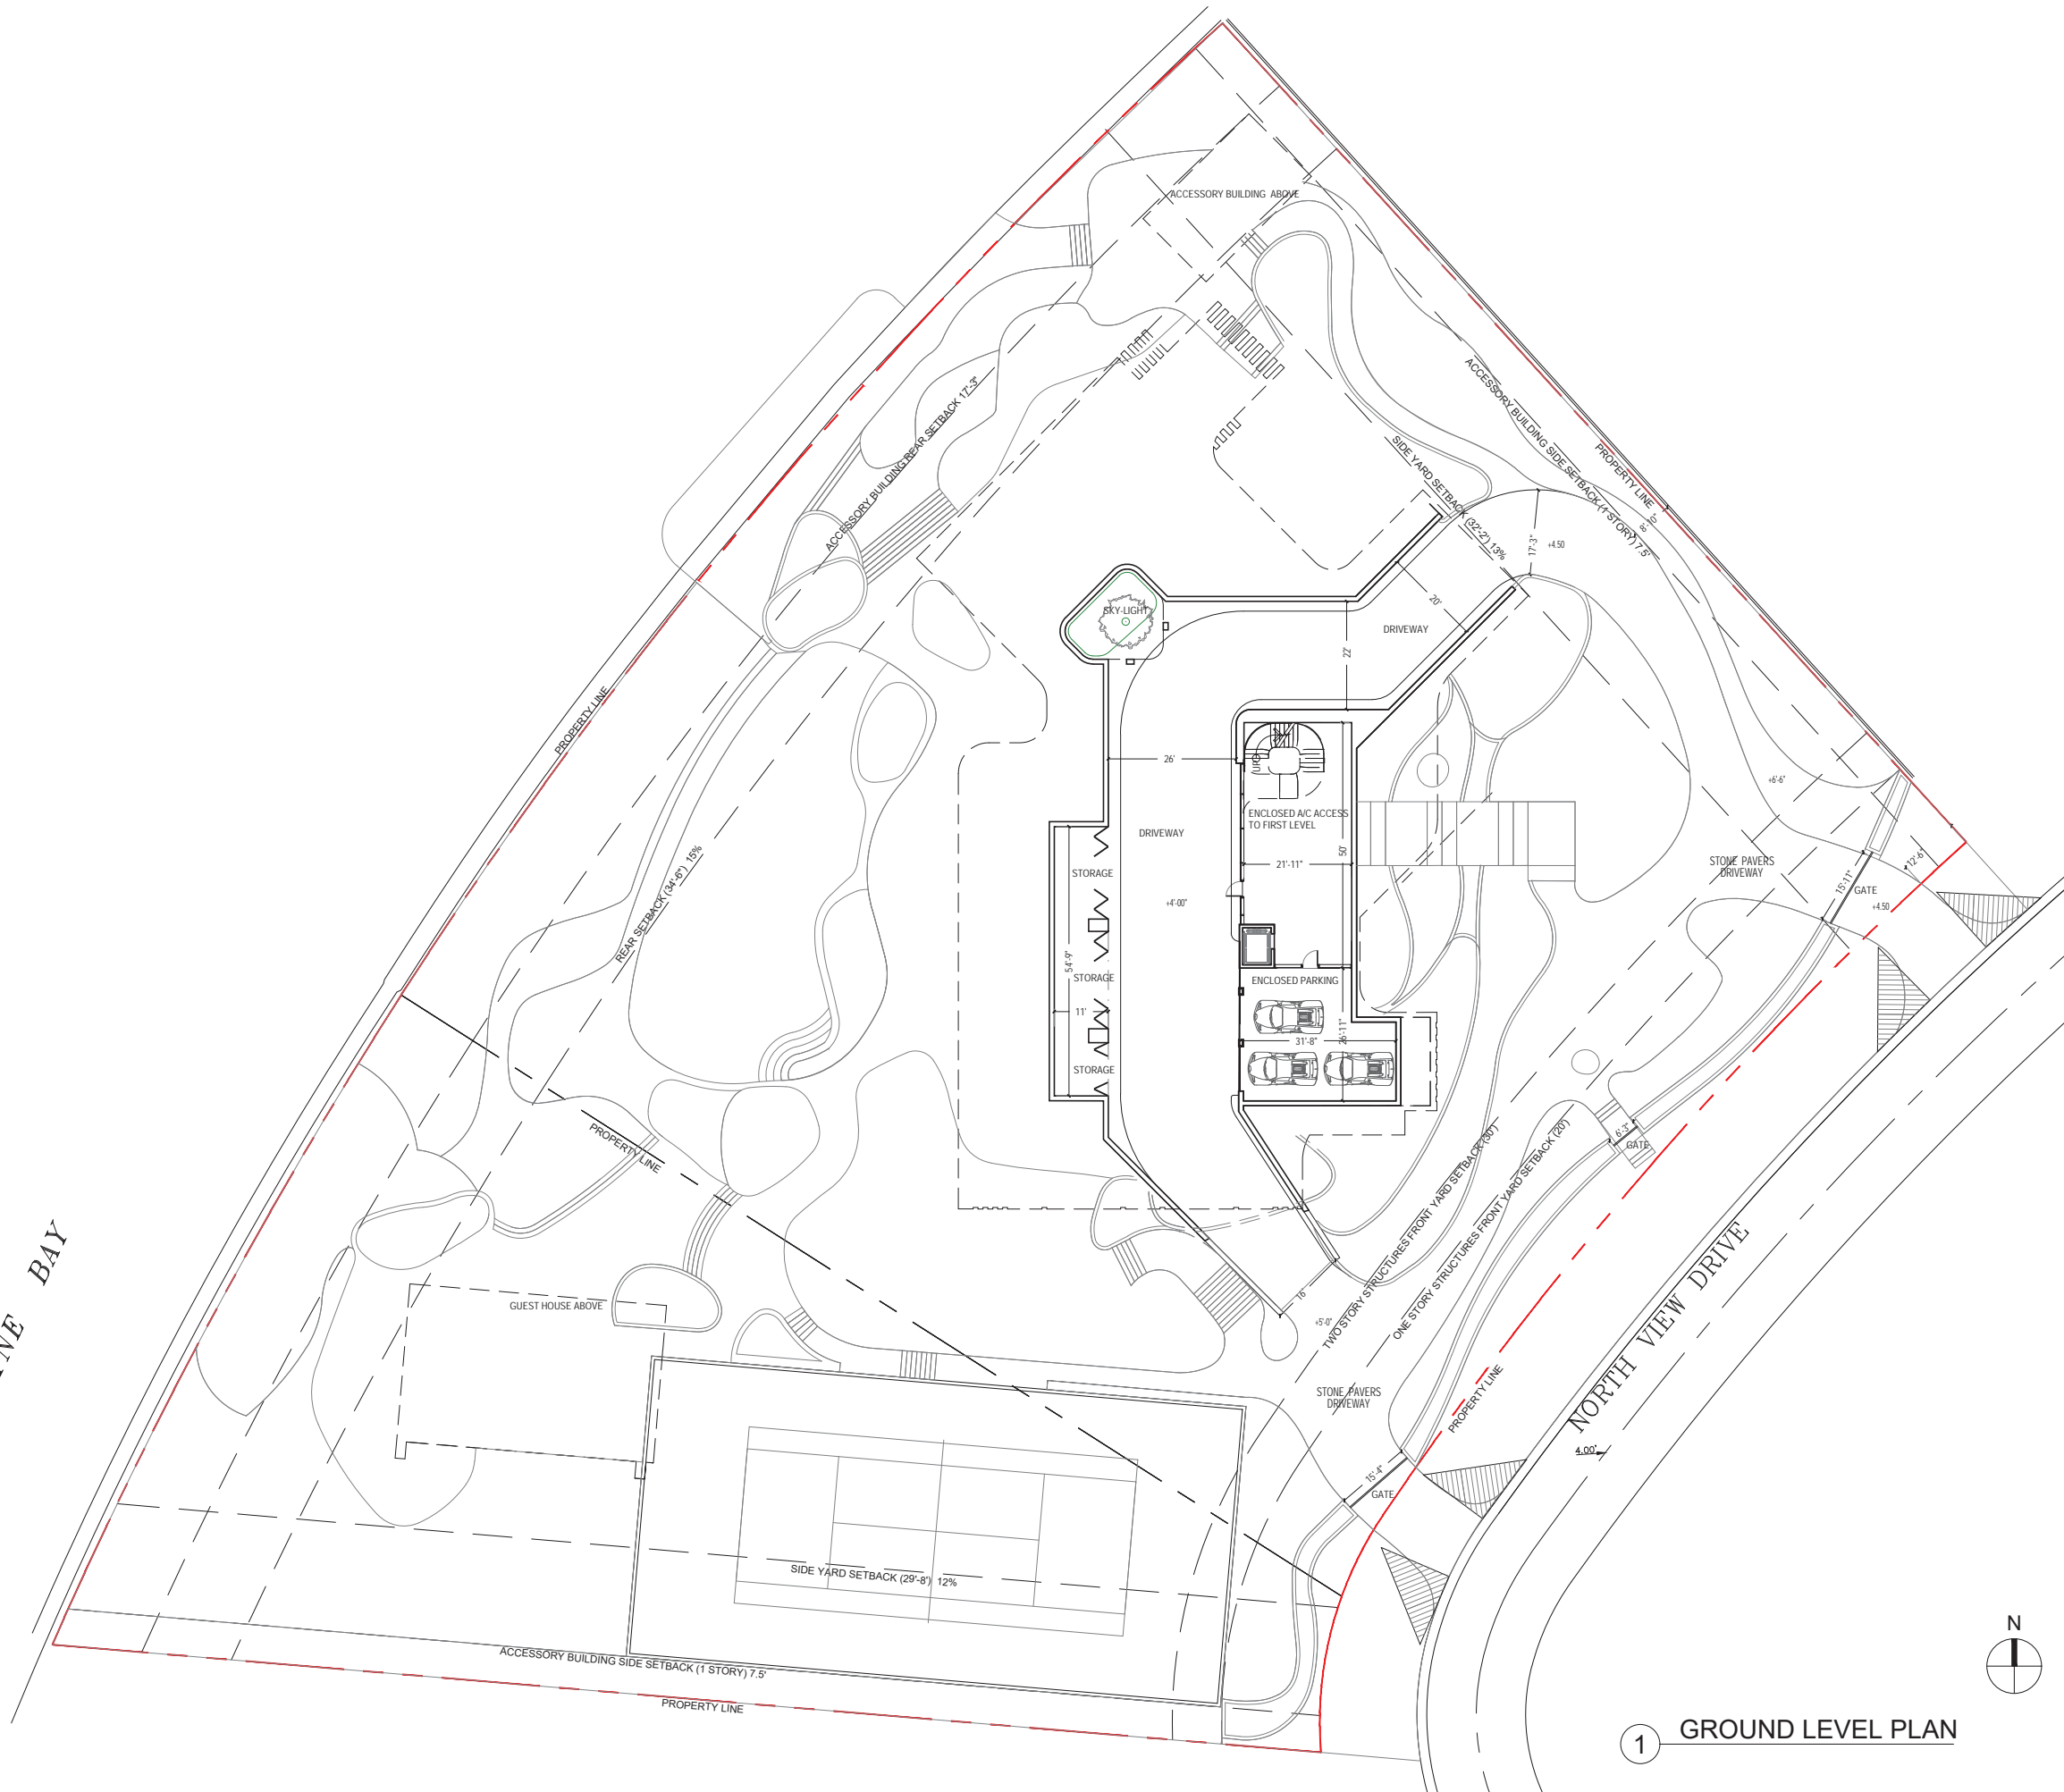 ACCESSORY BUILDING ABOVE
ACCESSORY BUILDING REAR SETBACK 17'-3"
ACCESSORY BUILDING SIDE SETBACK (1 STORY) 7.5'
PROPERTY LINE
8'-10"
SIDE YARD SETBACK (32'-2') 13%
17'-3"
+4.50
SKY-LIGHT
20'
DRIVEWAY
22'
PROPERTY LINE
26'
UP
+6'-6"
ENCLOSED A/C ACCESS
TO FIRST LEVEL
DRIVEWAY
50'
21'-11"
STONE PAVERS
DRIVEWAY
12'-6"
15'-11"
GATE
+4.50
REAR SETBACK (34'-6") 15%
STORAGE
+4'-00"
54'-9"
STORAGE
ENCLOSED PARKING
11'
31'-8"
26'-11"
STORAGE
PROPERTY LINE
6'-3"
GATE
TWO STORY STRUCTURES FRONT YARD SETBACK (30')
ONE STORY STRUCTURES FRONT YARD SETBACK (20')
BAY
GUEST HOUSE ABOVE
16'
+5'-0"
NORTH VIEW DRIVE
4.00'
STONE PAVERS
DRIVEWAY
PROPERTY LINE
15'-4"
GATE
SIDE YARD SETBACK (29'-8') 12%
ACCESSORY BUILDING SIDE SETBACK (1 STORY) 7.5'
PROPERTY LINE
N
1 GROUND LEVEL PLAN